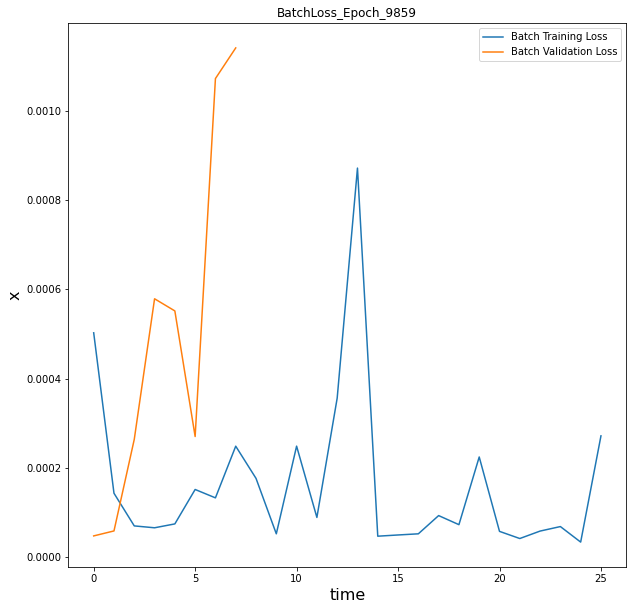 BatchLoss_Epoch_9859
Batch Training Loss
Batch Validation Loss
0.0010
0.0008
0.0006
0.0004
0.0002
0.0000
x
0 5 10 15 20 25
time